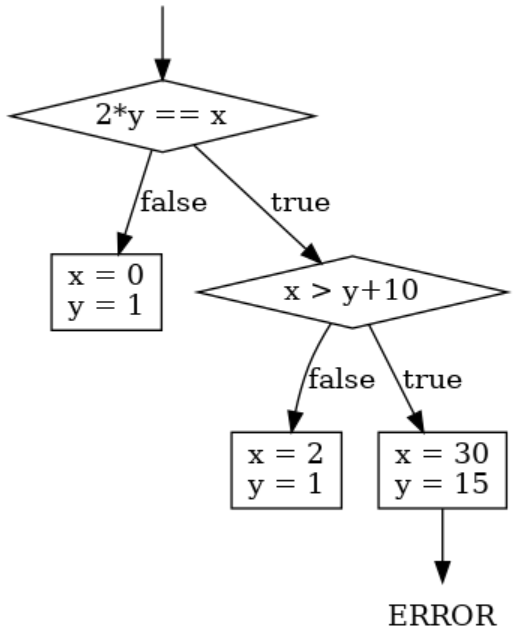 2*y == x
false
true
x = 0
y = 1
x > y+10
false
true
x = 2
y = 1
x = 30
y = 15
ERROR